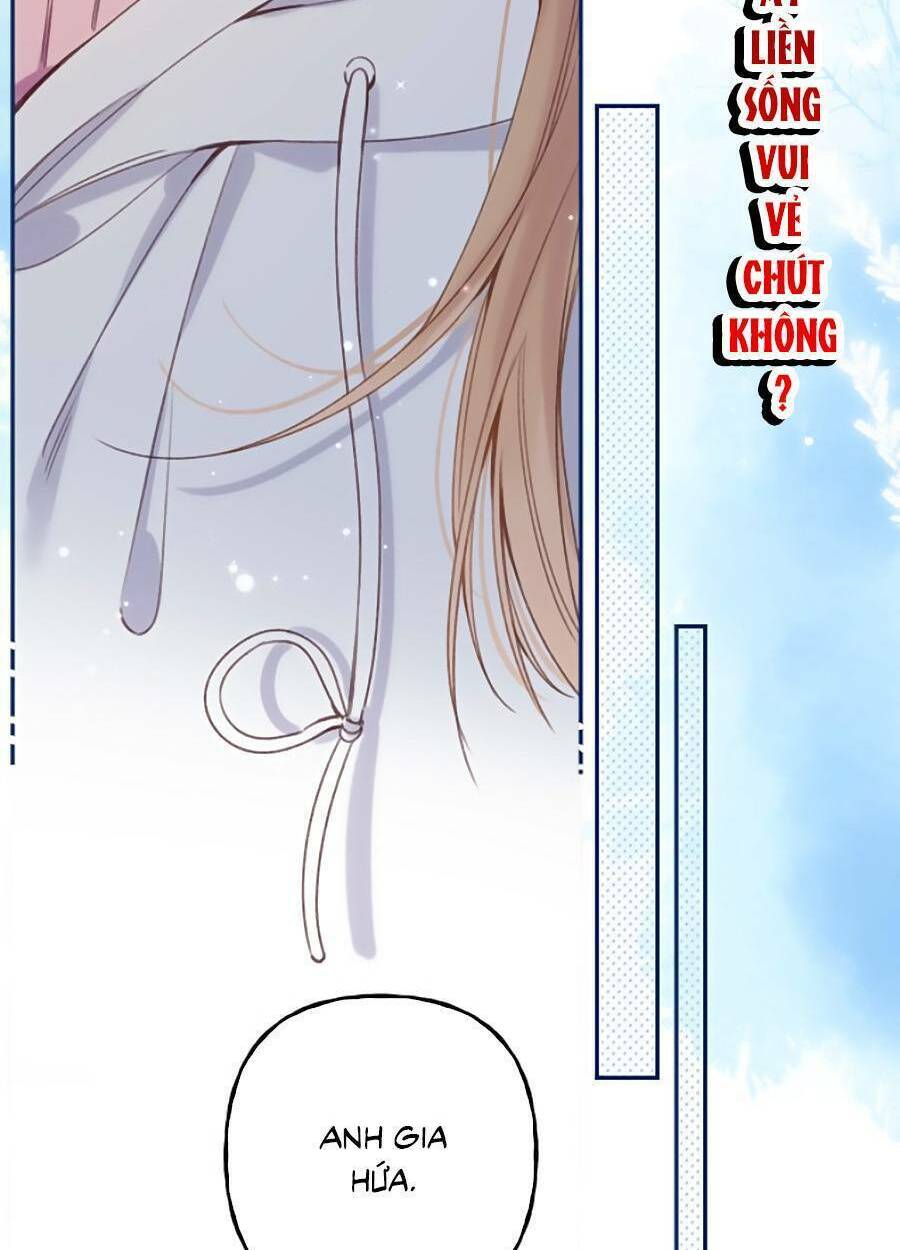 LIỀN
SỐNG
VUI
VẺ
CHÚT
KHÔNG
?
ANH GIA
HỨA.